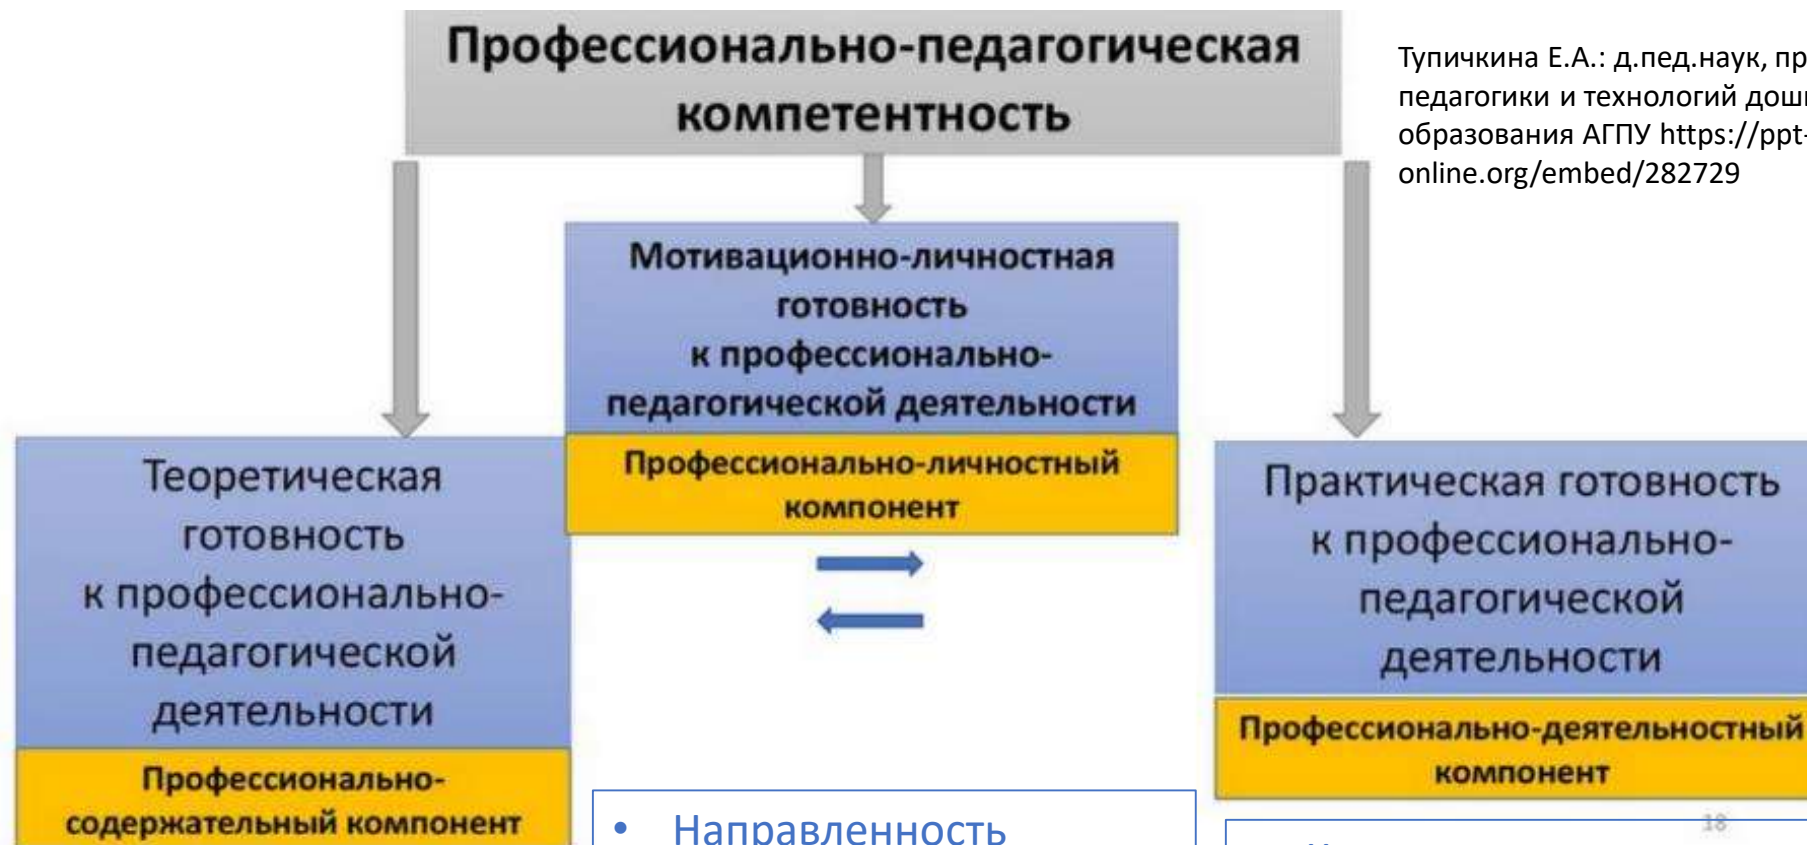 Профессионально-педагогическая
компетентность
Тупичкина Е.А.: д.пед.наук,
педагогики и технологий
образования АГПУ https://ppt-
online.org/embed/282729
Мотивационно-личностная
готовность
к профессионально-
педагогической деятельности
Профессионально-личностный
компонент
Теоретическая
готовность
к профессионально-
педагогической
деятельности
Профессионально-
содержательный компонент
Практическая готовность
к профессионально-
педагогической
деятельности
Профессионально-деятельностный
компонент
18
• Направленность